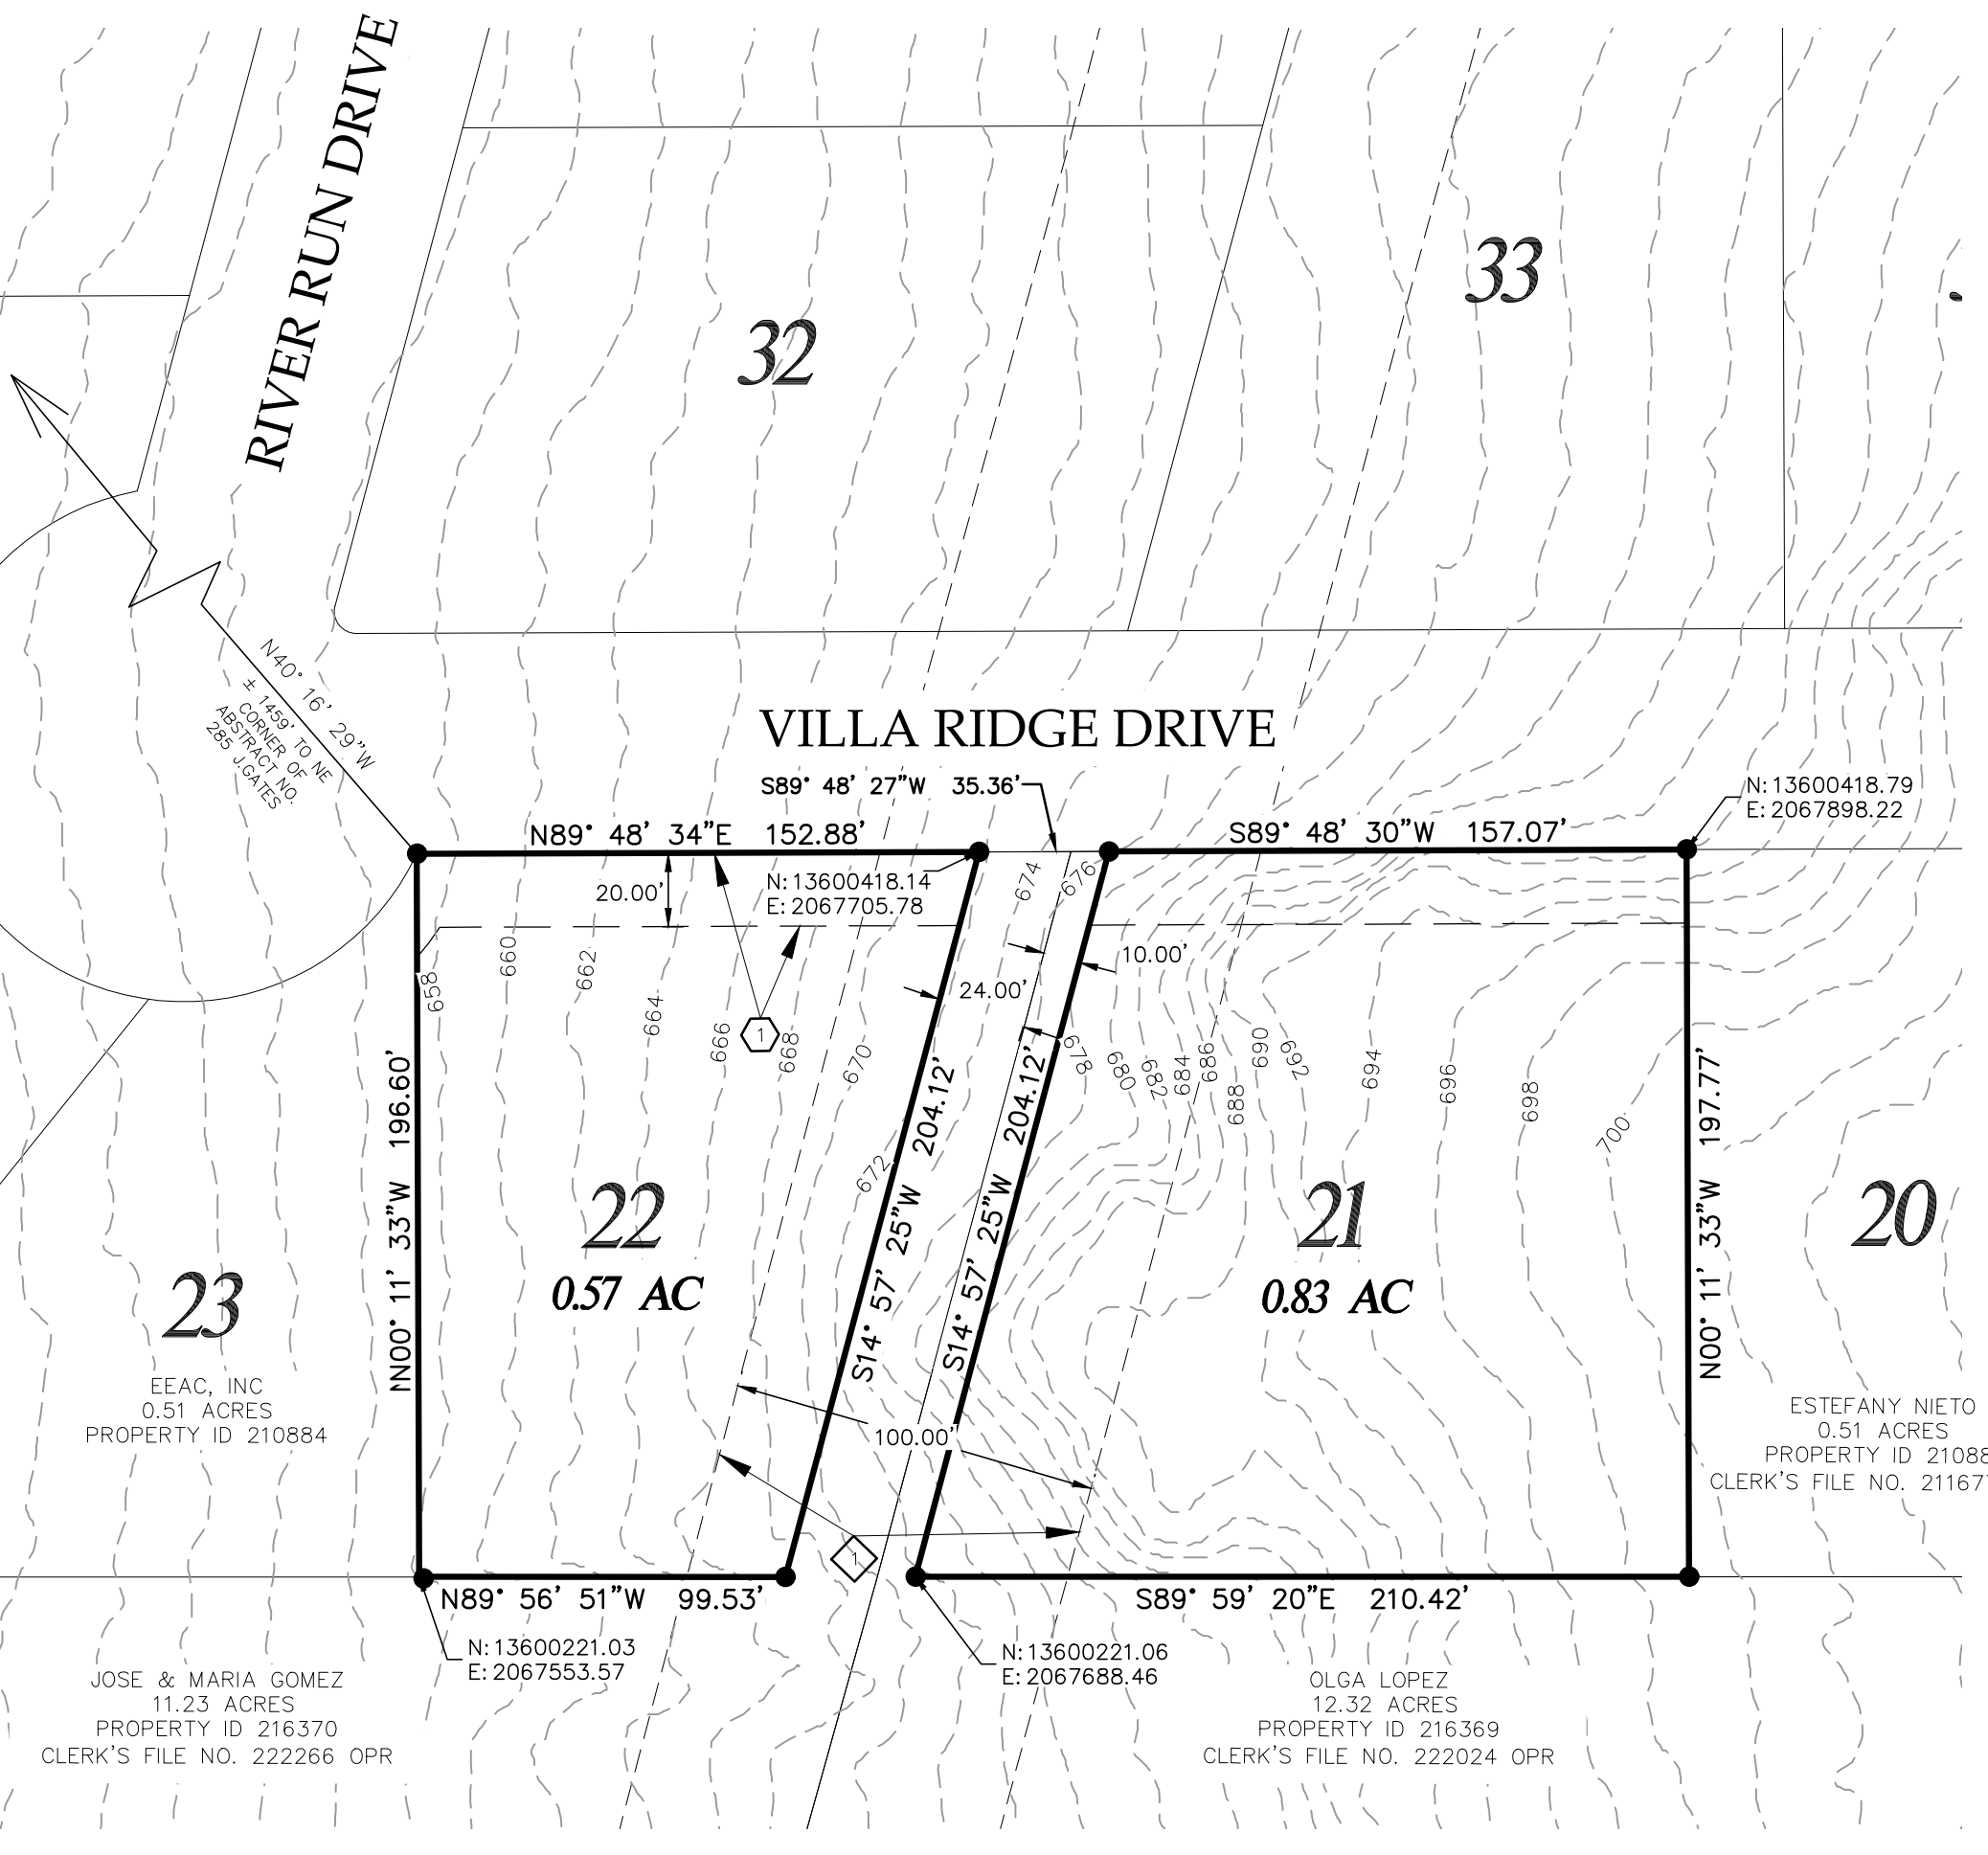 RIVER RUN DRIVE
32
33
N40° 16' 29"W
± 1459' TO NE
CORNER OF
ABSTRACT NO.
285 J.GATES
VILLA RIDGE DRIVE
S89° 48' 27"W 35.36'
N:13600418.79
E:2067898.22
N89° 48' 34"E 152.88'
S89° 48' 30"W 157.07'
20.00'
N:13600418.14
E:2067705.78
674
676
10.00'
24.00'
658
660
662
664
666
1
668
670
672
678
680
682
684
686
688
690
692
694
696
698
700
N00° 11' 33"W 196.60'
S14° 57' 25"W 204.12'
S14° 57' 25"W 204.12'
N00° 11' 33"W 197.77'
22
0.57 AC
21
0.83 AC
20
23
EEAC, INC
0.51 ACRES
PROPERTY ID 210884
ESTEFANY NIETO
0.51 ACRES
PROPERTY ID 21088
CLERK'S FILE NO. 21167
100.00'
1
N89° 56' 51"W 99.53'
S89° 59' 20"E 210.42'
N:13600221.03
E:2067553.57
N:13600221.06
E:2067688.46
JOSE & MARIA GOMEZ
11.23 ACRES
PROPERTY ID 216370
CLERK'S FILE NO. 222266 OPR
OLGA LOPEZ
12.32 ACRES
PROPERTY ID 216369
CLERK'S FILE NO. 222024 OPR